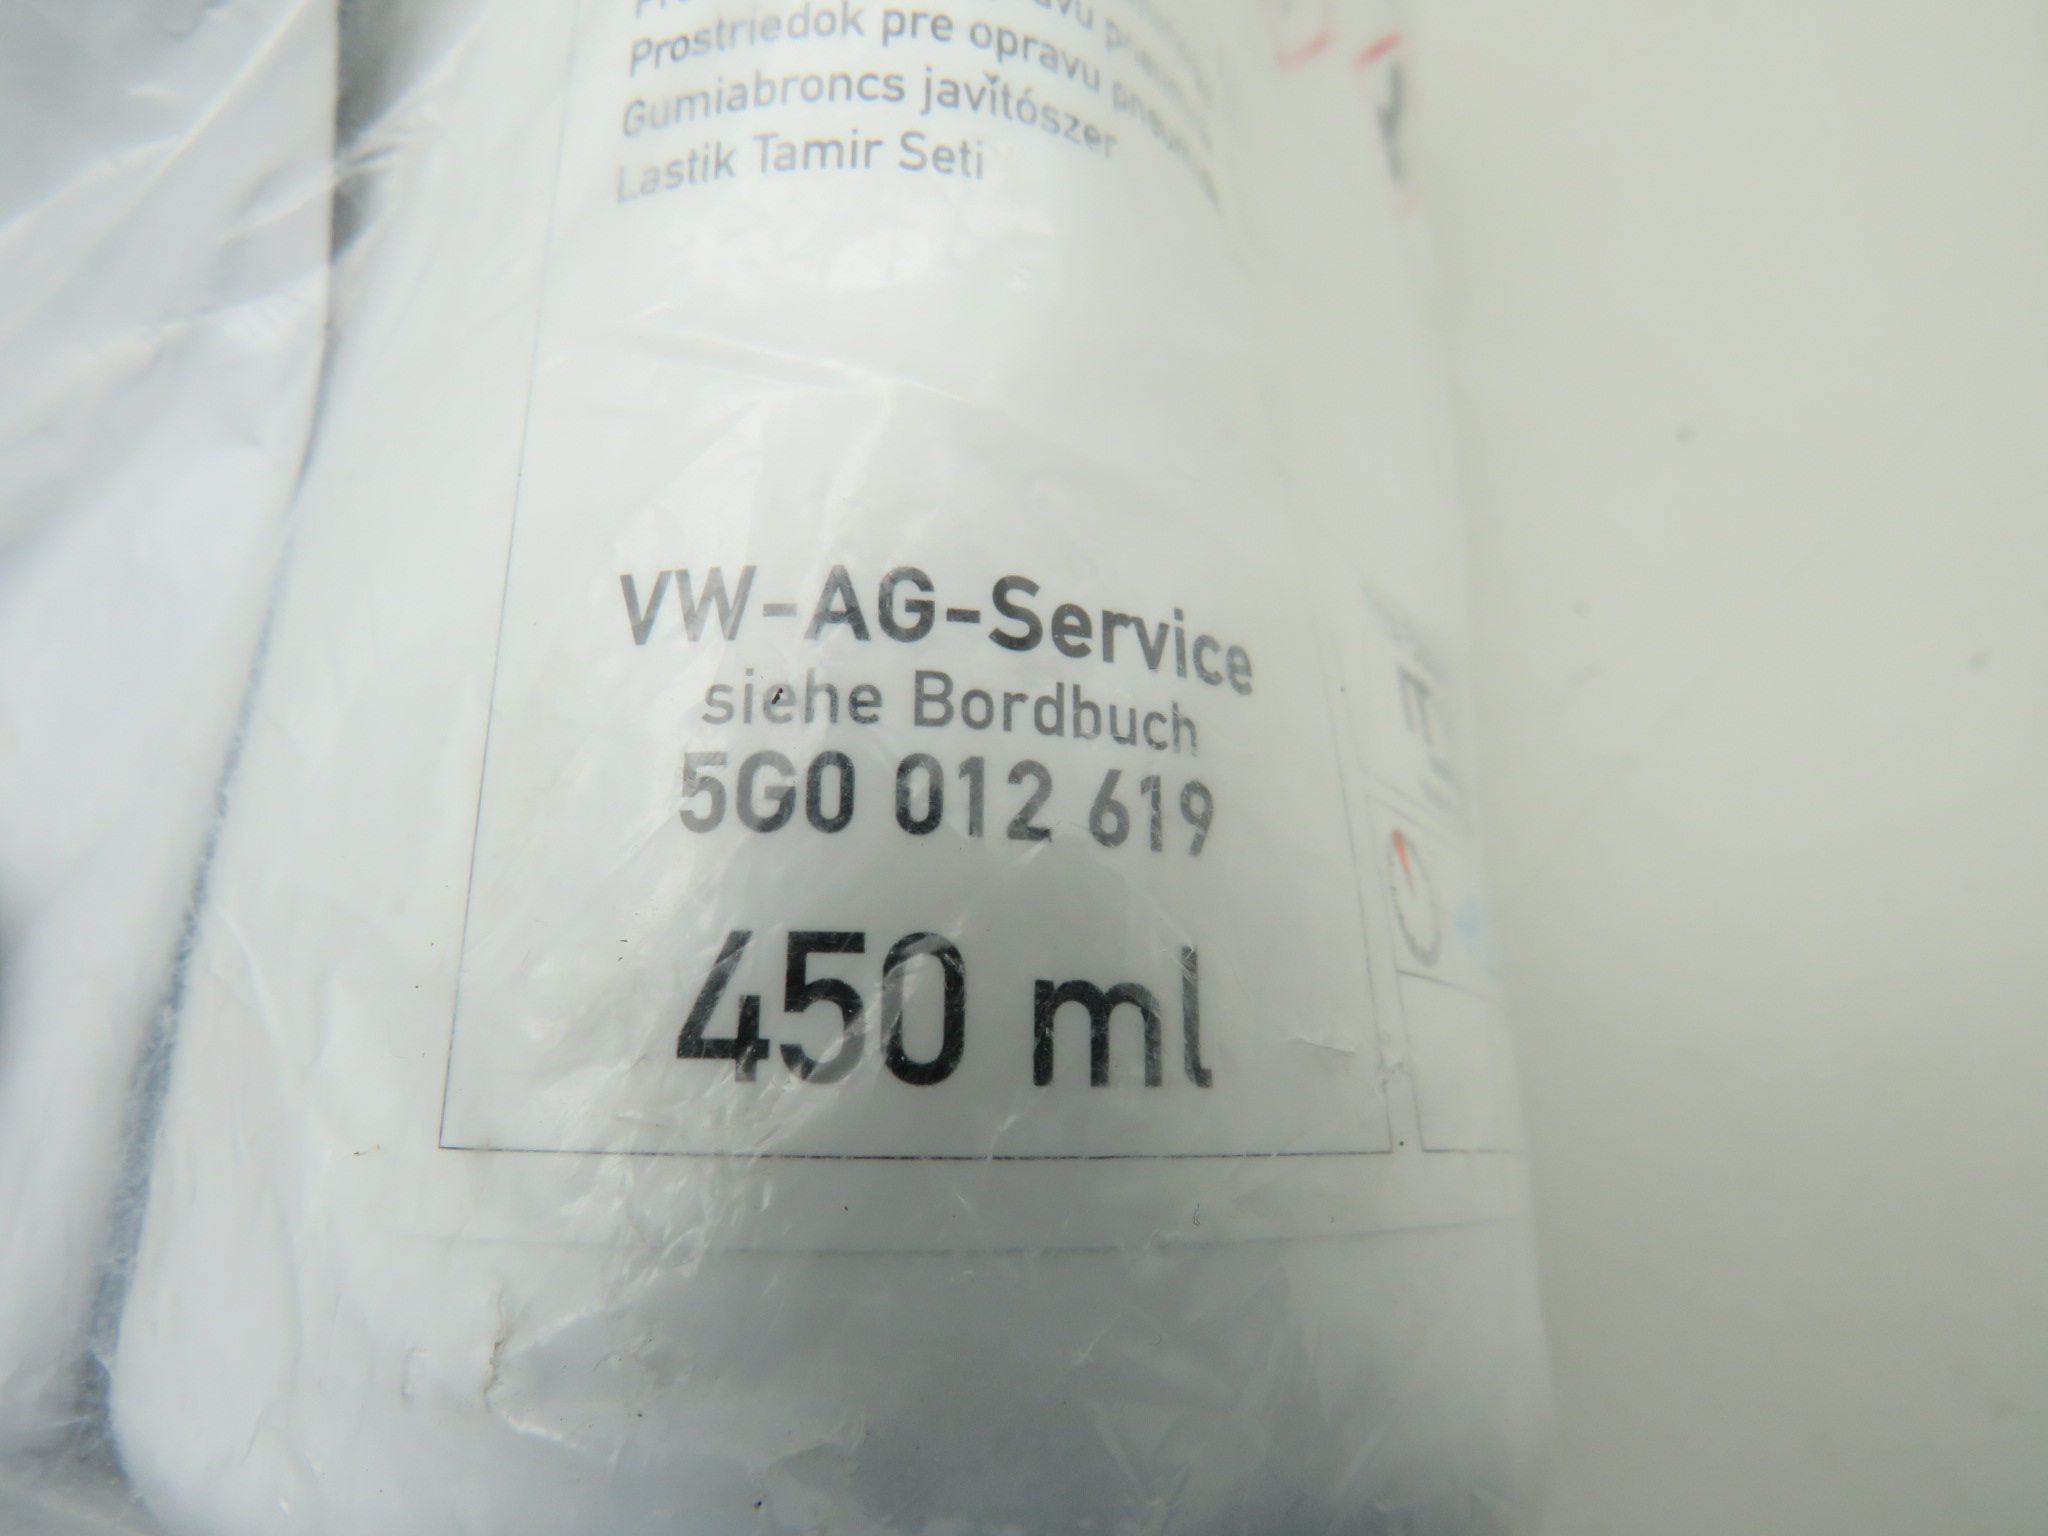 Prostriedok pre opravu
Gumiabroncs javítószer
Lastik Tamir Seti
VW-AG-Service
siehe Bordbuch
5G0 012 619
450 ml